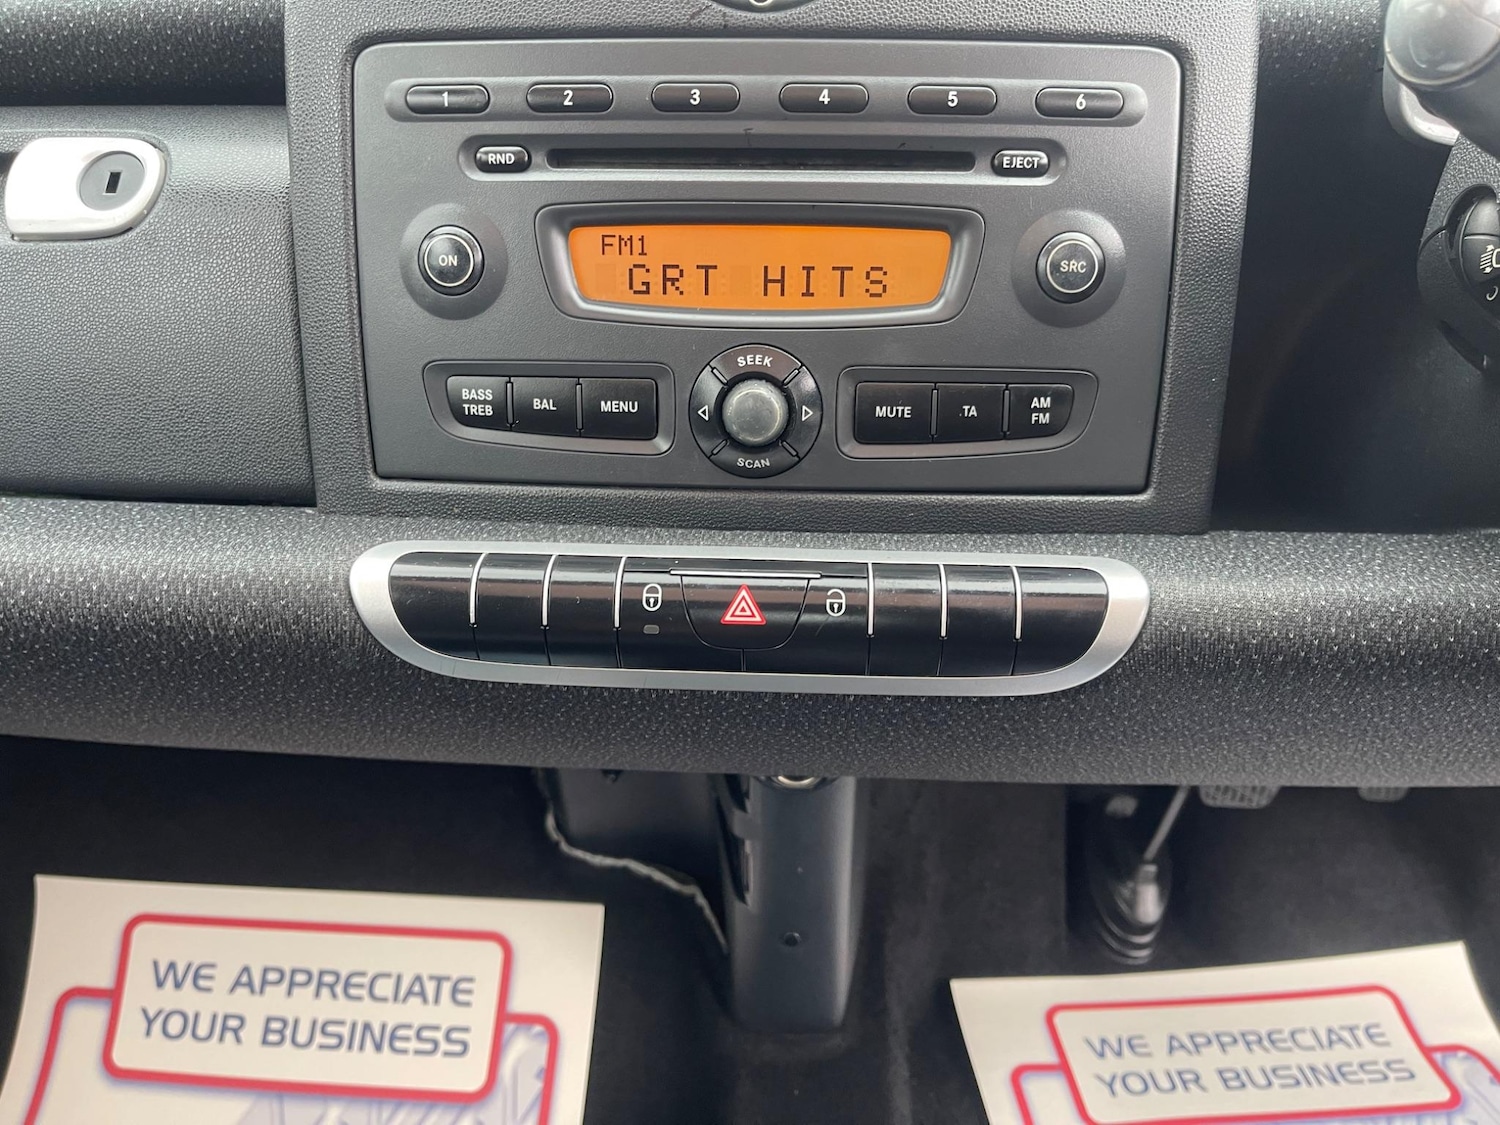 1 2 3 4 5 6
RND EJECT
ON
FM1
GRT HITS
SRC
BASS
TREB
BAL
MENU
SEEK
SCAN
MUTE
TA
AM
FM
WE APPRECIATE
YOUR BUSINESS
WE APPRECIATE
YOUR BUSINESS